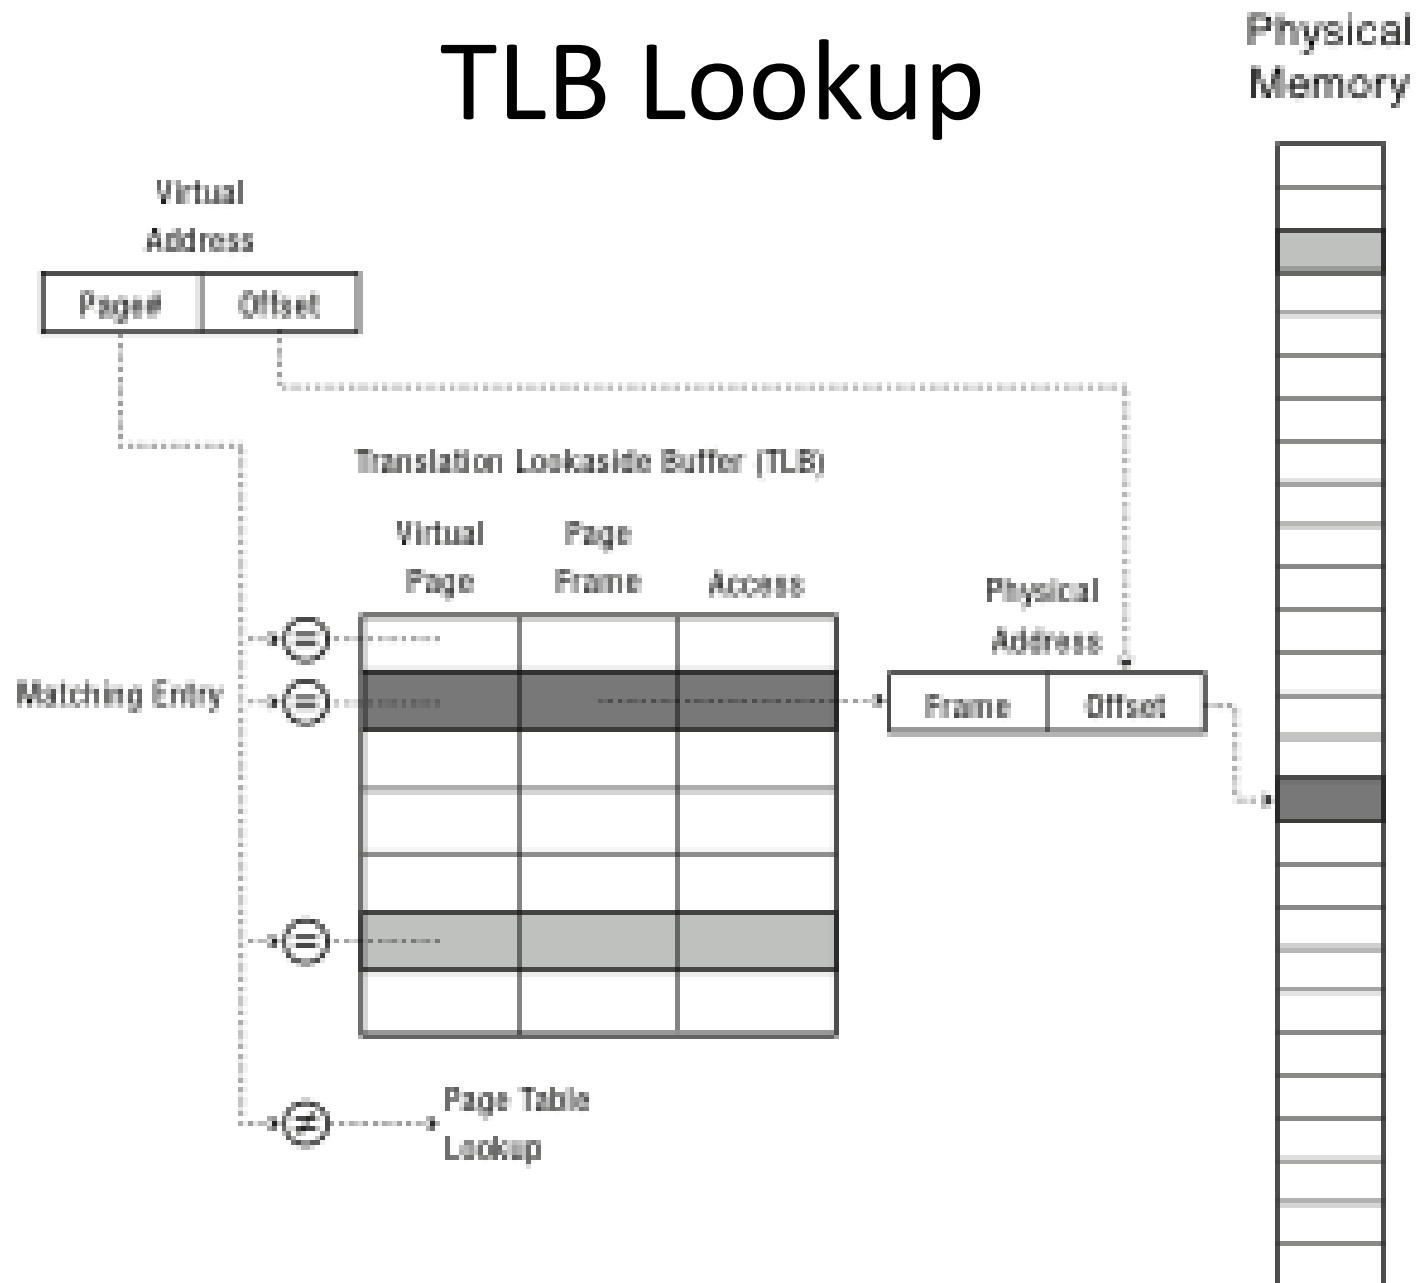 TLB Lookup
Physical
Memory
Virtual
Address
Page#
Offset
Translation Lookaside Buffer (TLB)
Virtual
Page
Page
Frame
Access
Physical
Address
=
Matching Entry
=
Frame
Offset
=
≠
Page Table
Lookup